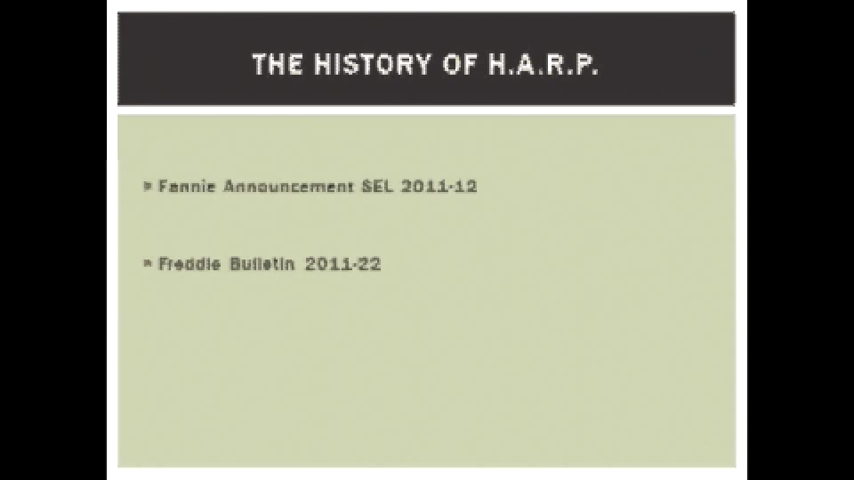 THE HISTORY OF H.A.R.P.
» Fannie Announcement SEL 2011-12
» Freddie Bulletin 2011-22